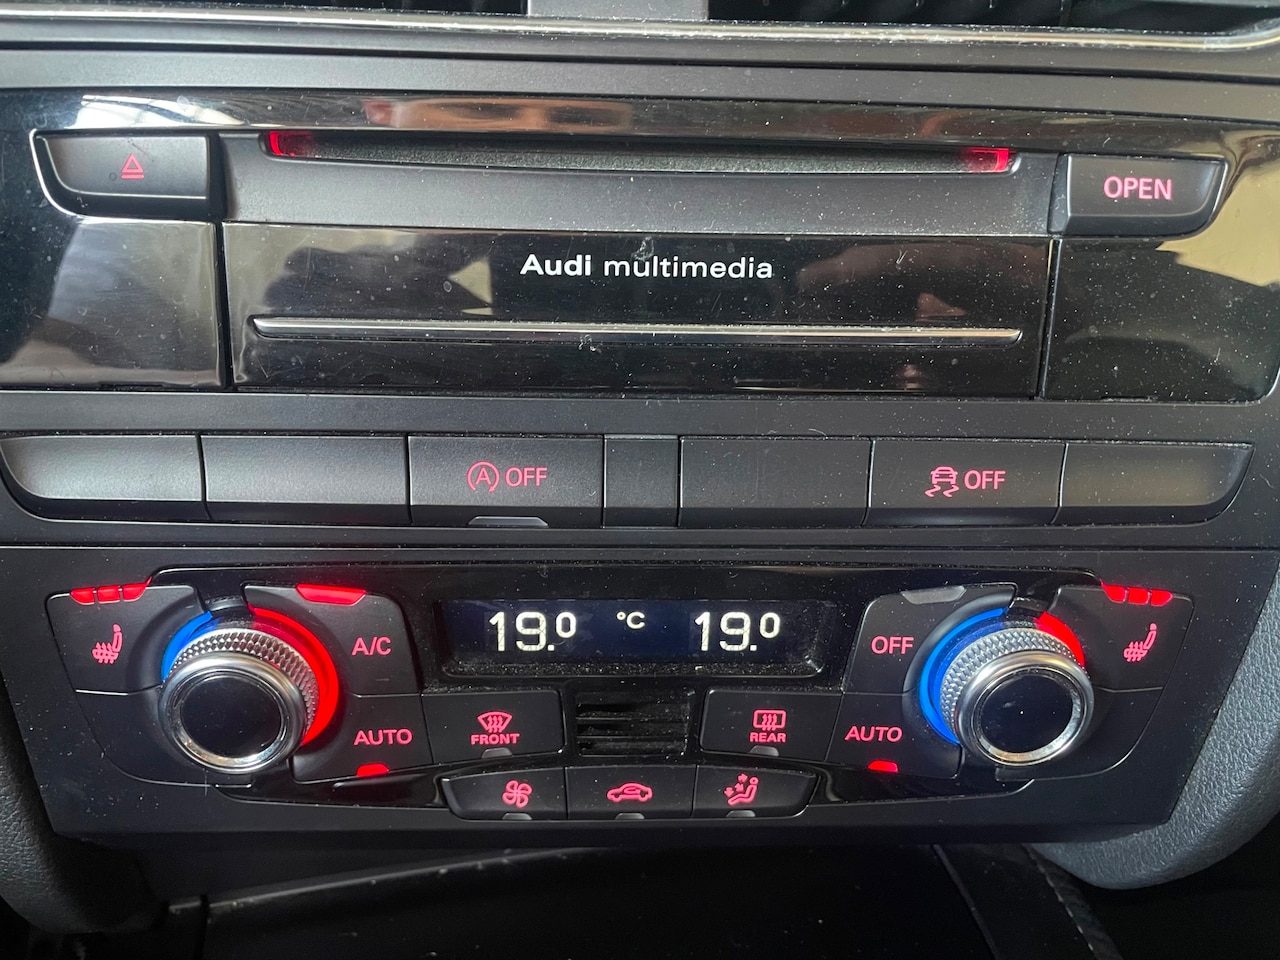 OPEN
Audi multimedia
A OFF
OFF
A/C
19.0 °C 19.0
OFF
AUTO
FRONT
REAR
AUTO